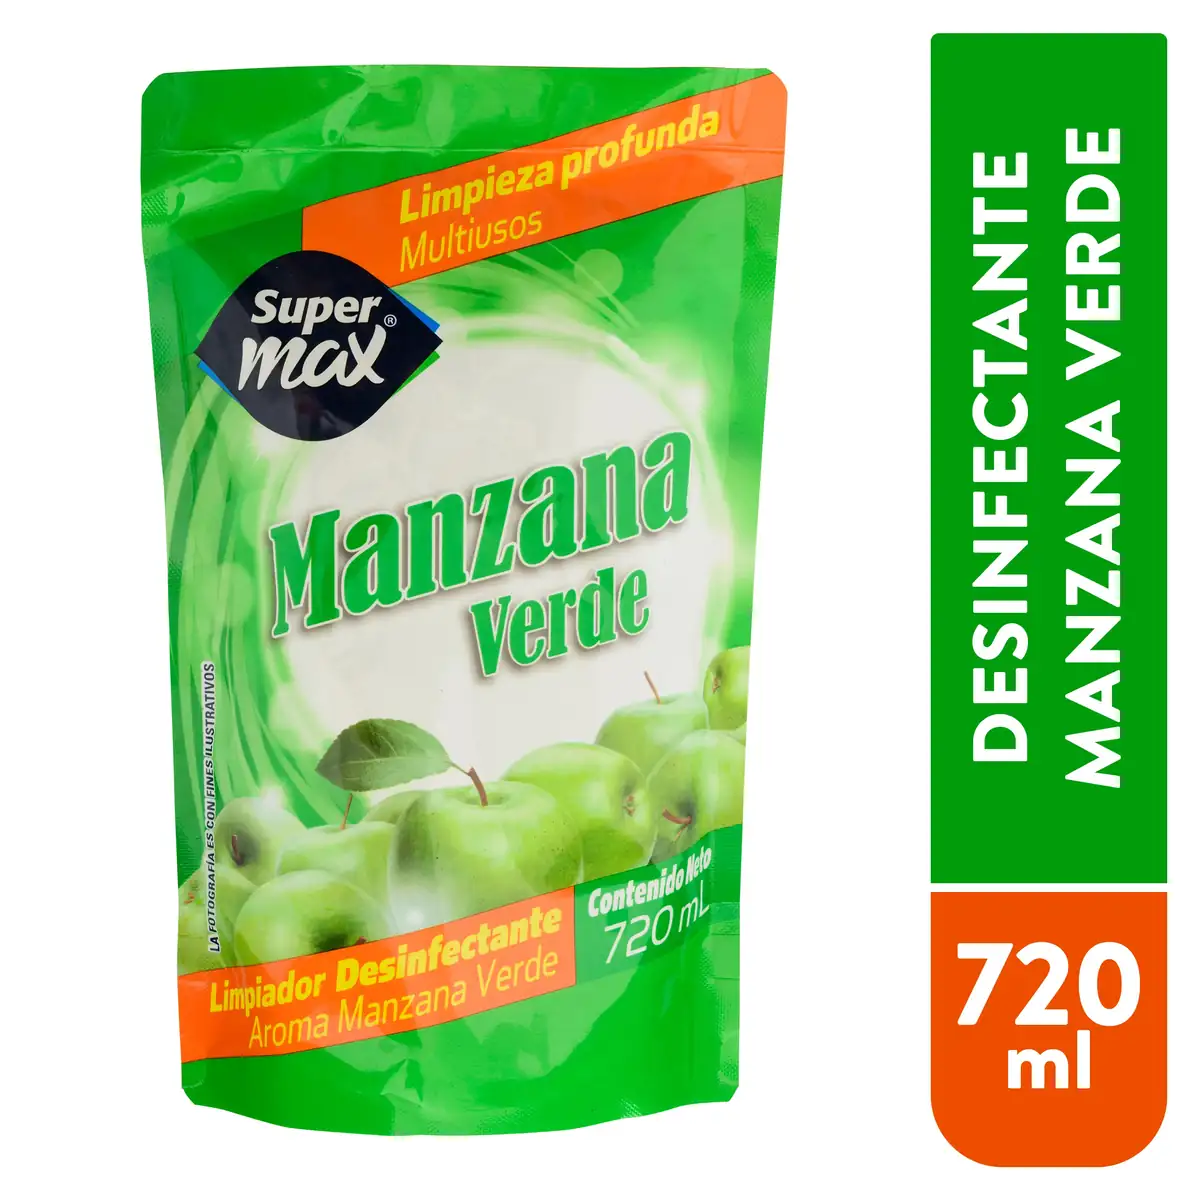 Limpieza profunda
Multiusos
Super
max®
Manzana
Verde
LA FOTOGRAFÍA ES CON FINES ILUSTRATIVOS
Contenido Neto
720 mL
Limpiador Desinfectante
Aroma Manzana Verde
DESINFECTANTE
MANZANA VERDE
720
ml